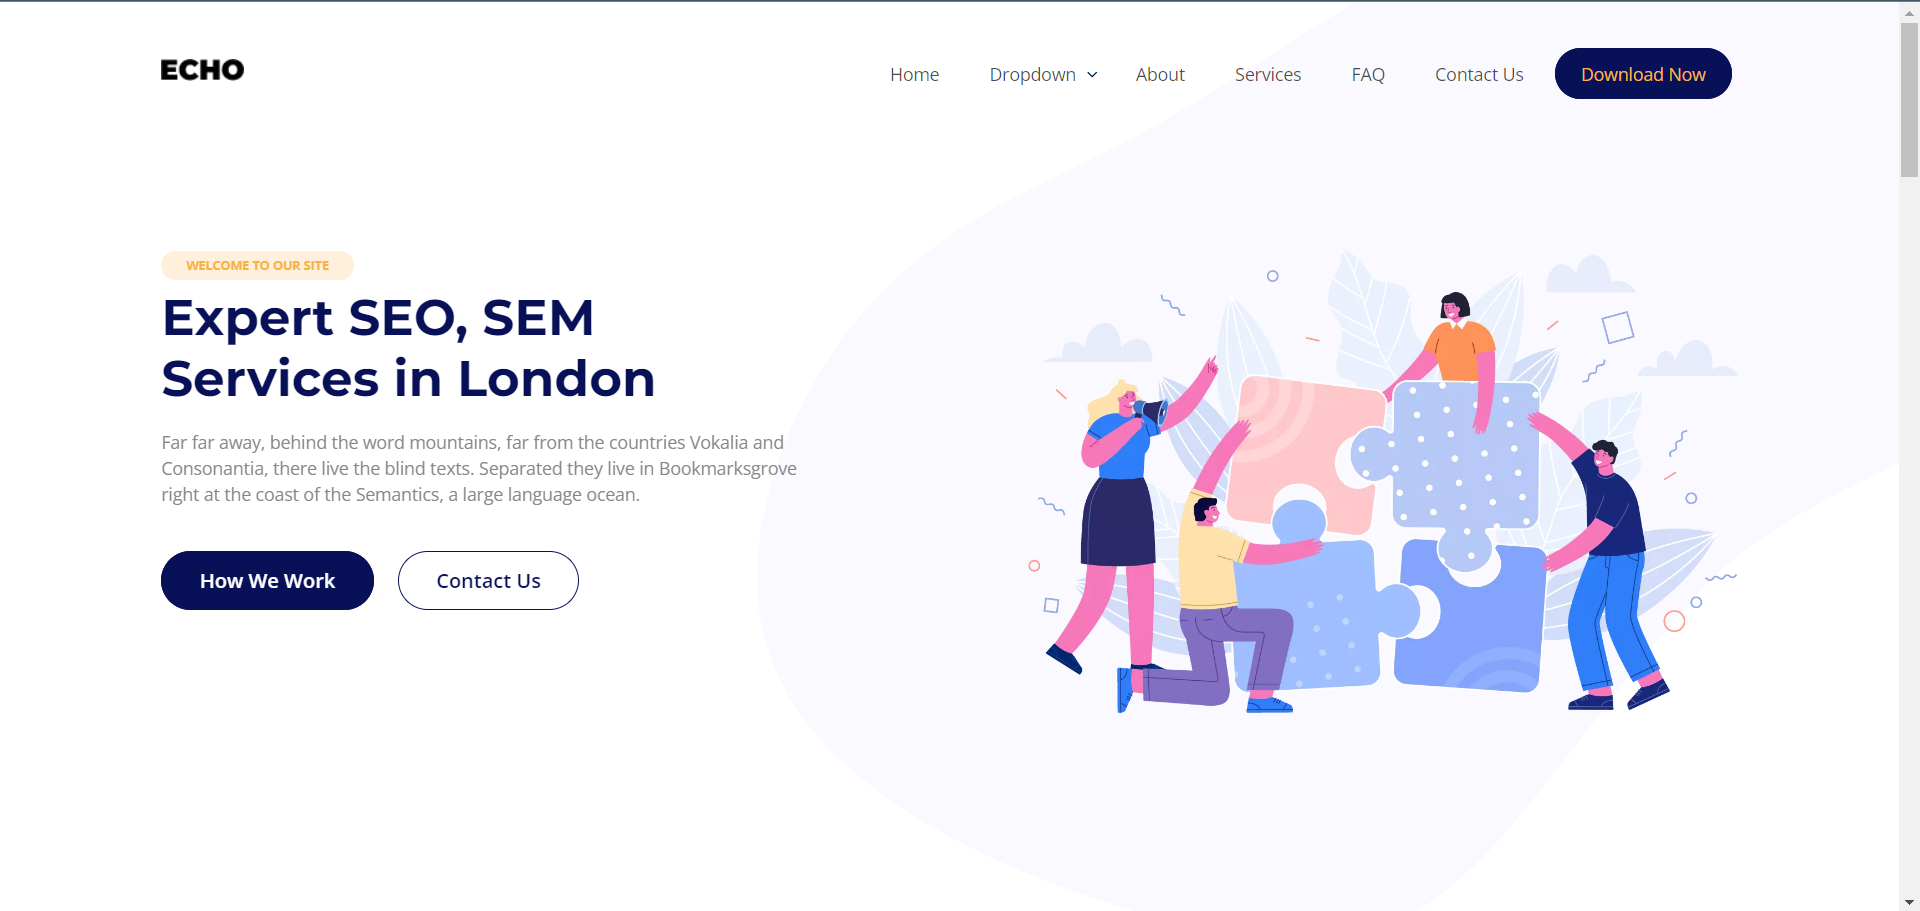 ECHO
Home
Dropdown
About
Services
FAQ
Contact Us
Download Now
WELCOME TO OUR SITE
Expert SEO, SEM
Services in London
Far far away, behind the word mountains, far from the countries Vokalia and
Consonantia, there live the blind texts. Separated they live in Bookmarksgrove
right at the coast of the Semantics, a large language ocean.
How We Work
Contact Us